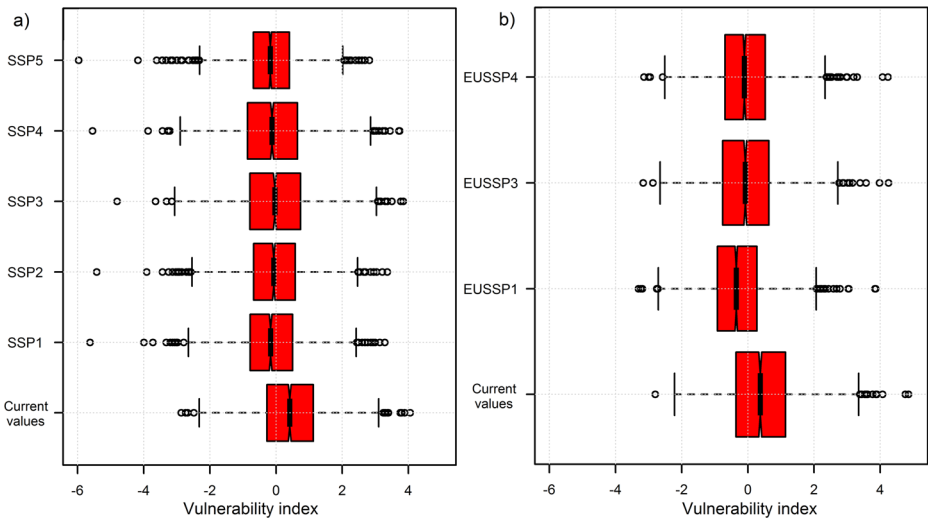 a)
SSP5
SSP4
SSP3
SSP2
SSP1
Current
values
-6 -4 -2 0 2 4
Vulnerability index
b)
EUSSP4
EUSSP3
EUSSP1
Current
values
-6 -4 -2 0 2 4
Vulnerability index